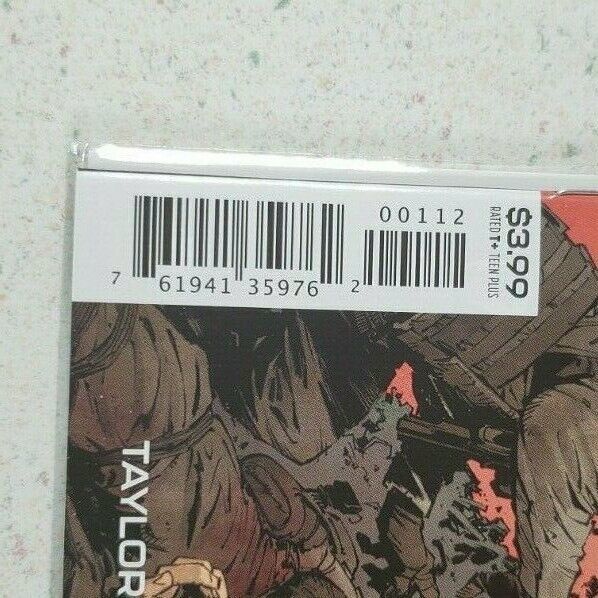 00112
7 61941 35976 2
$3.99
RATED T+ TEEN PLUS
TAYLOR